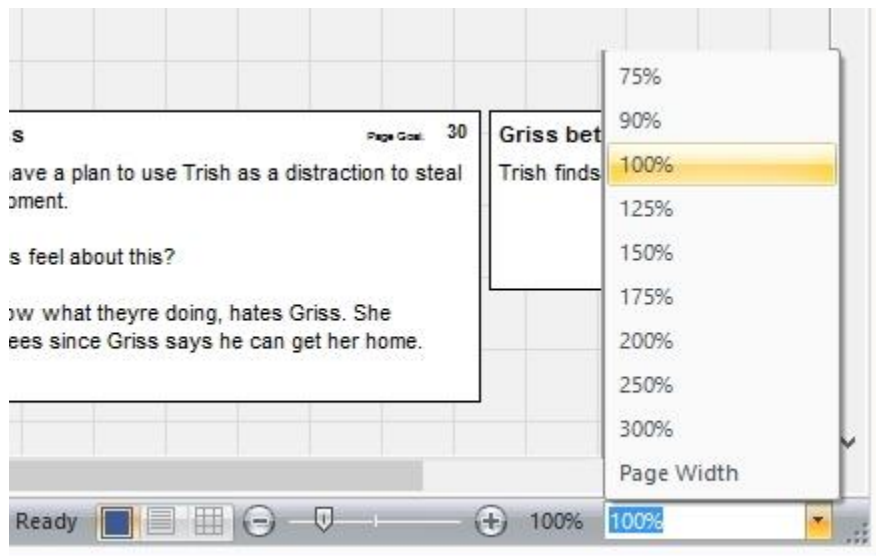 s Page Goal: 30
ave a plan to use Trish as a distraction to steal
oment.
s feel about this?
ow what theyre doing, hates Griss. She
ees since Griss says he can get her home.
Griss bet
Trish finds
75%
90%
100%
125%
150%
175%
200%
250%
300%
Page Width
Ready 100% 100%